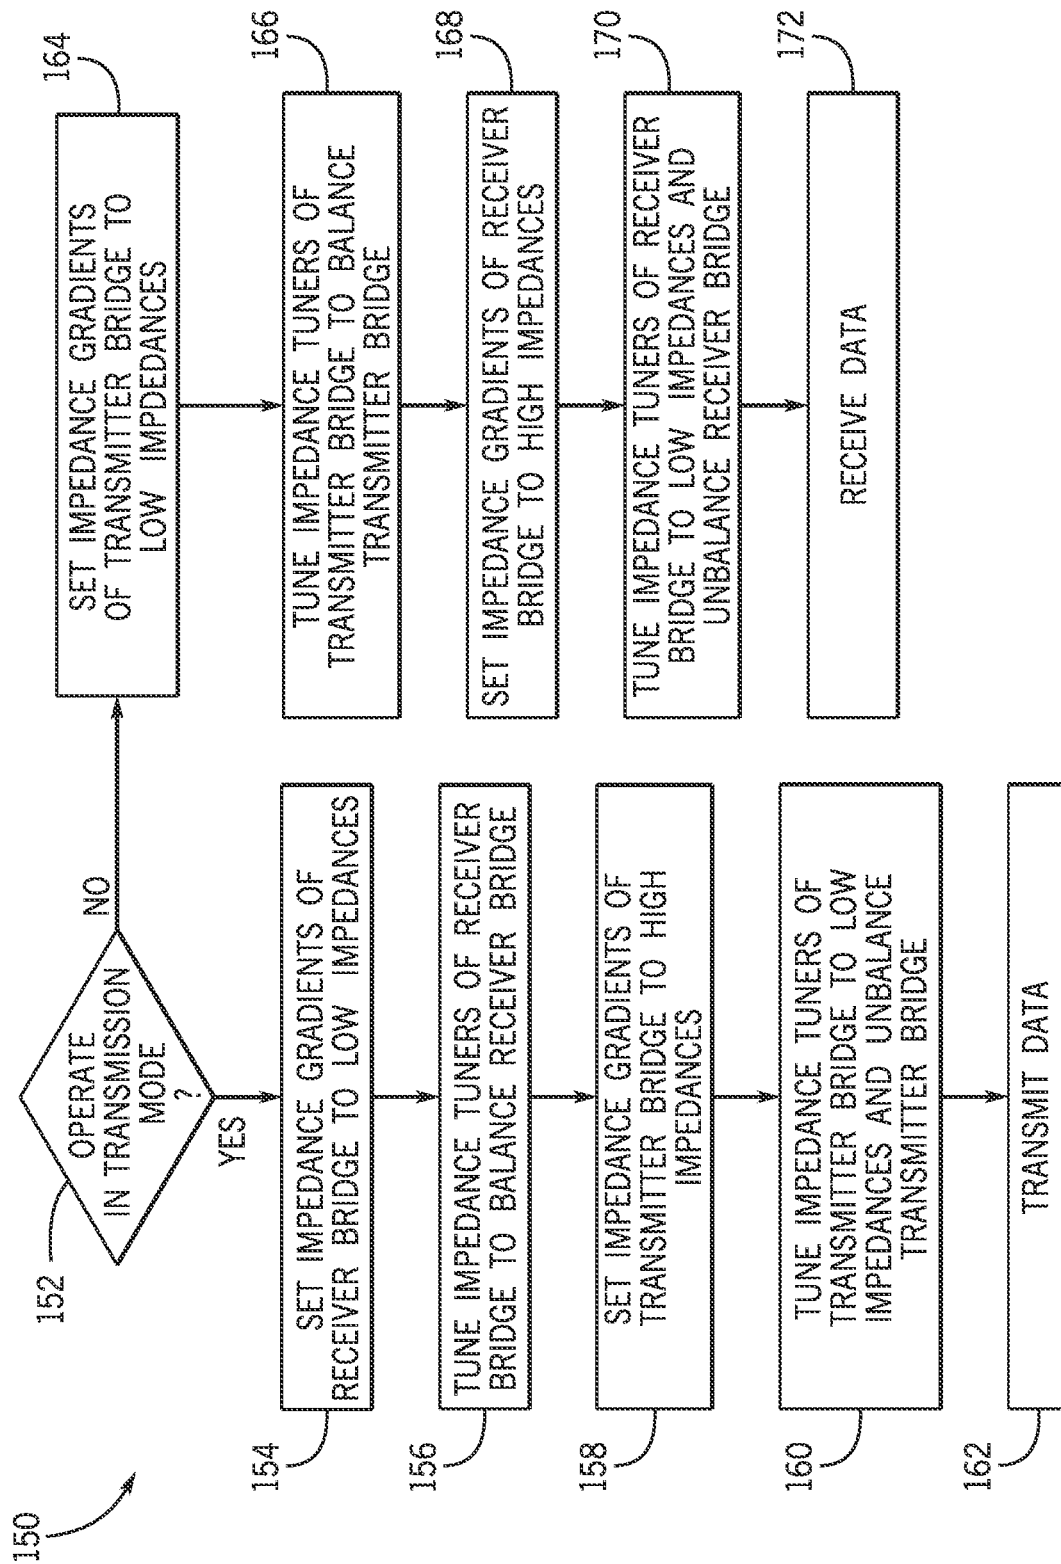 150
152
OPERATE
IN TRANSMISSION
MODE
?
NO
YES
154
SET IMPEDANCE GRADIENTS OF
RECEIVER BRIDGE TO LOW IMPEDANCES
156
TUNE IMPEDANCE TUNERS OF RECEIVER
BRIDGE TO BALANCE RECEIVER BRIDGE
158
SET IMPEDANCE GRADIENTS OF
TRANSMITTER BRIDGE TO HIGH
IMPEDANCES
160
TUNE IMPEDANCE TUNERS OF
TRANSMITTER BRIDGE TO LOW
IMPEDANCES AND UNBALANCE
TRANSMITTER BRIDGE
162
TRANSMIT DATA
164
SET IMPEDANCE GRADIENTS
OF TRANSMITTER BRIDGE TO
LOW IMPEDANCES
166
TUNE IMPEDANCE TUNERS OF
TRANSMITTER BRIDGE TO BALANCE
TRANSMITTER BRIDGE
168
SET IMPEDANCE GRADIENTS OF RECEIVER
BRIDGE TO HIGH IMPEDANCES
170
TUNE IMPEDANCE TUNERS OF RECEIVER
BRIDGE TO LOW IMPEDANCES AND
UNBALANCE RECEIVER BRIDGE
172
RECEIVE DATA